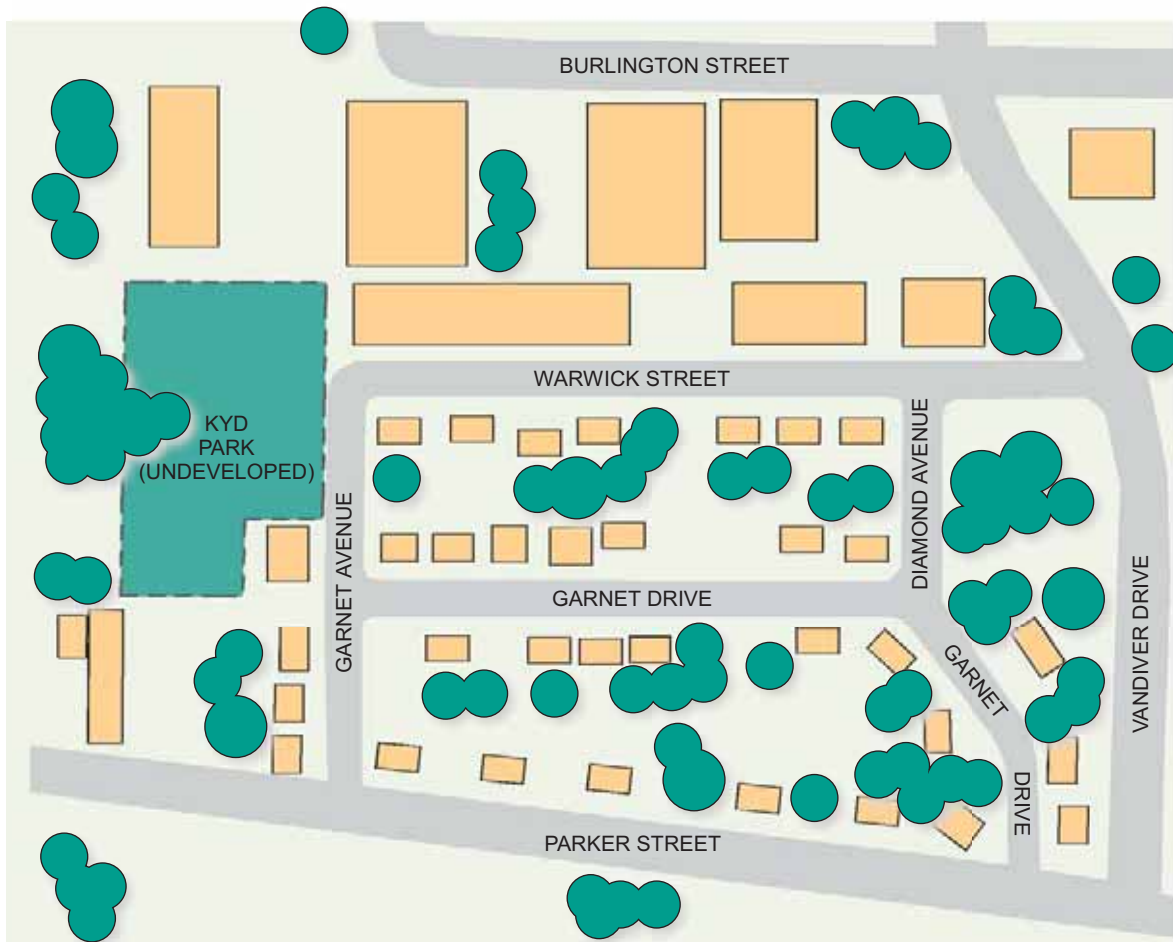 BURLINGTON STREET
WARWICK STREET
KYD
PARK
(UNDEVELOPED)
GARNET AVENUE
DIAMOND AVENUE
GARNET DRIVE
GARNET
DRIVE
VANDIVER DRIVE
PARKER STREET